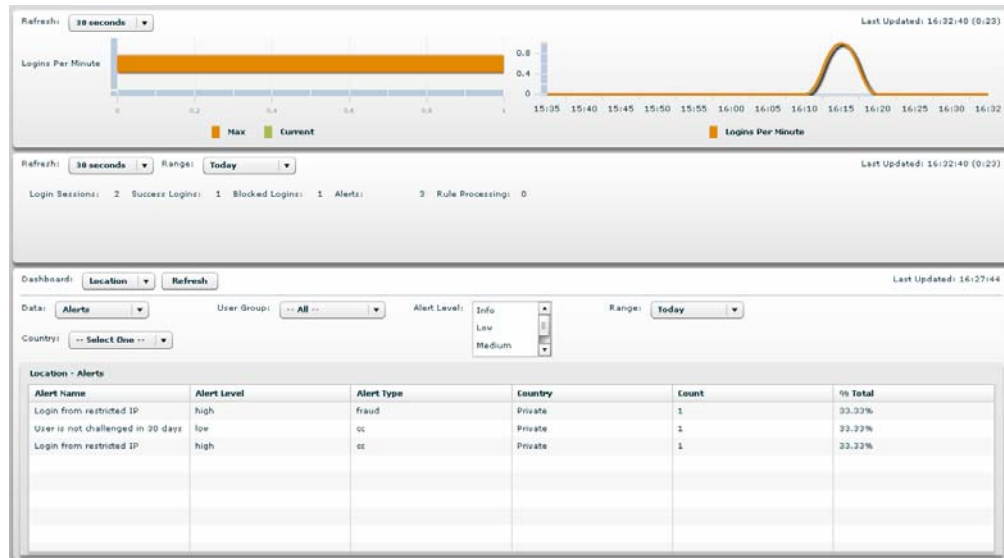 Refresh: 30 seconds Last Updated: 16:32:40 (0:23)
Logins Per Minute
0.8
0.4
0
0 0.2 0.4 0.6 0.8 1
15:35 15:40 15:45 15:50 15:55 16:00 16:05 16:10 16:15 16:20 16:25 16:30 16:32
Max Current Logins Per Minute
Refresh: 30 seconds Range: Today Last Updated: 16:32:40 (0:23)
Login Sessions: 2 Success Logins: 1 Blocked Logins: 1 Alerts: 3 Rule Processing: 0
Dashboard: Location Refresh Last Updated: 16:27:44
Data: Alerts User Group: -- All -- Alert Level: Info Range: Today
Low
Country: -- Select One -- Medium
Location - Alerts
Alert Name Alert Level Alert Type Country Count % Total
Login from restricted IP high fraud Private 1 33.33%
User is not challenged in 30 days low cc Private 1 33.33%
Login from restricted IP high cc Private 1 33.33%